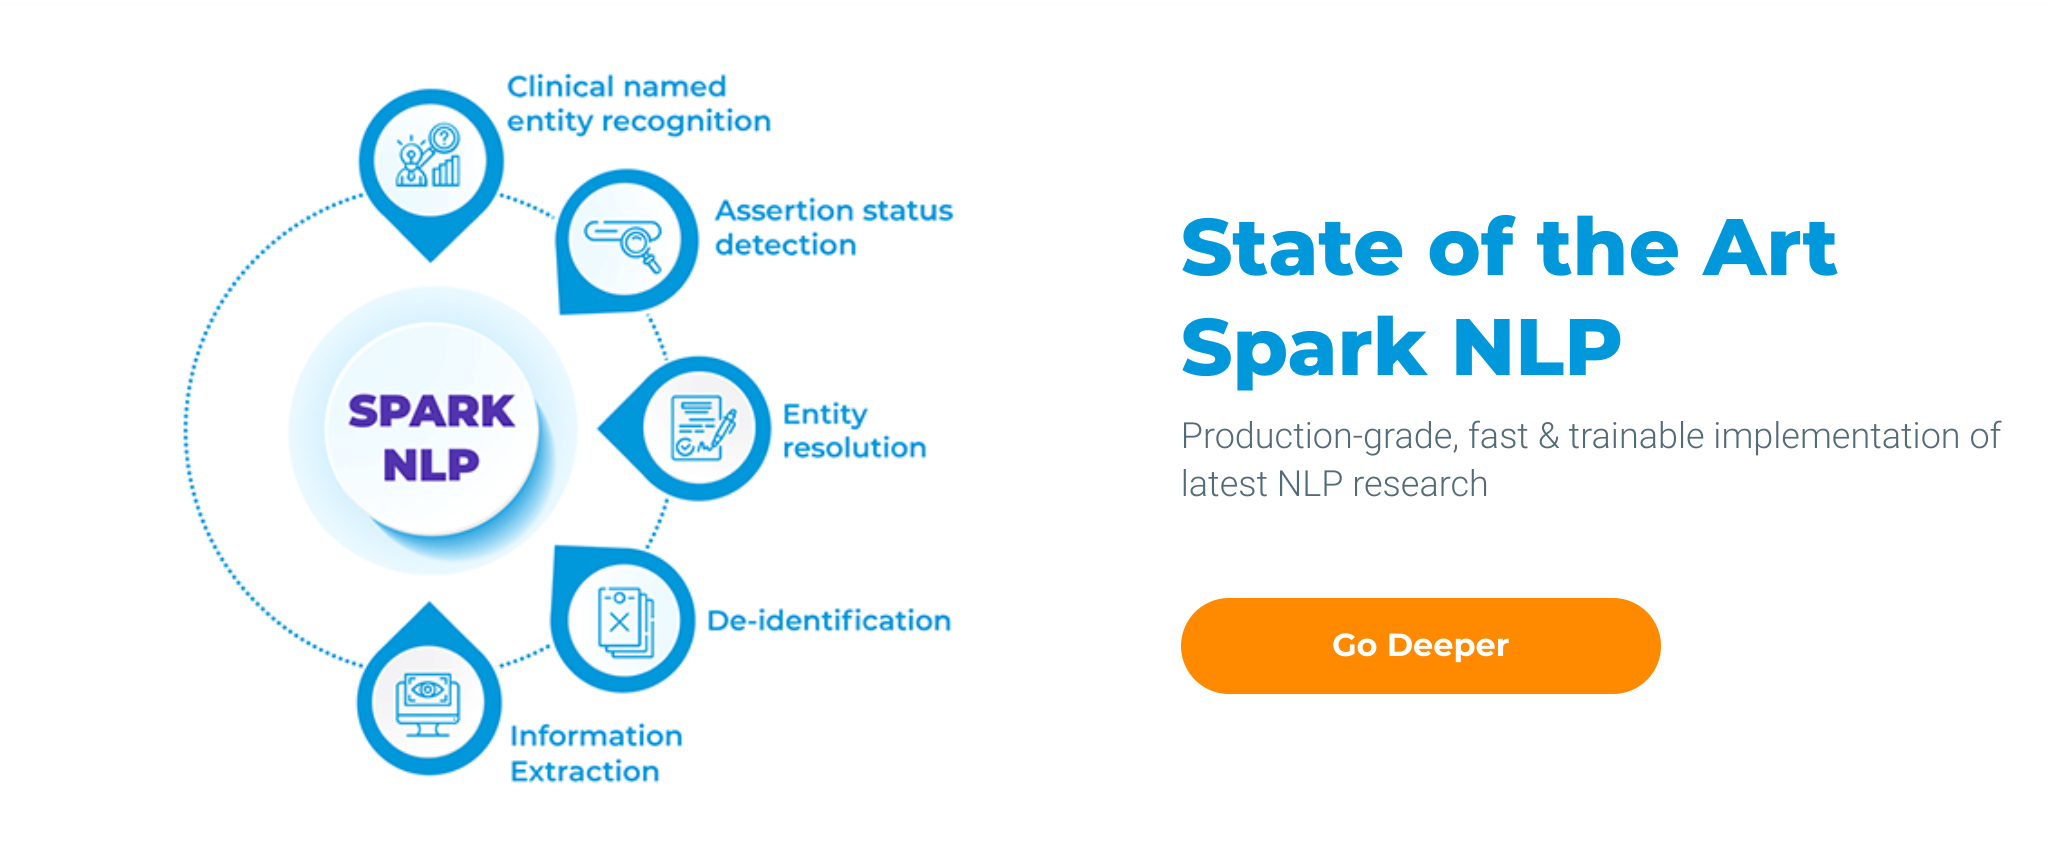 Clinical named
entity recognition
Assertion status
detection
Entity
resolution
De-identification
Information
Extraction
SPARK
NLP
State of the Art
Spark NLP
Production-grade, fast & trainable implementation of
latest NLP research
Go Deeper